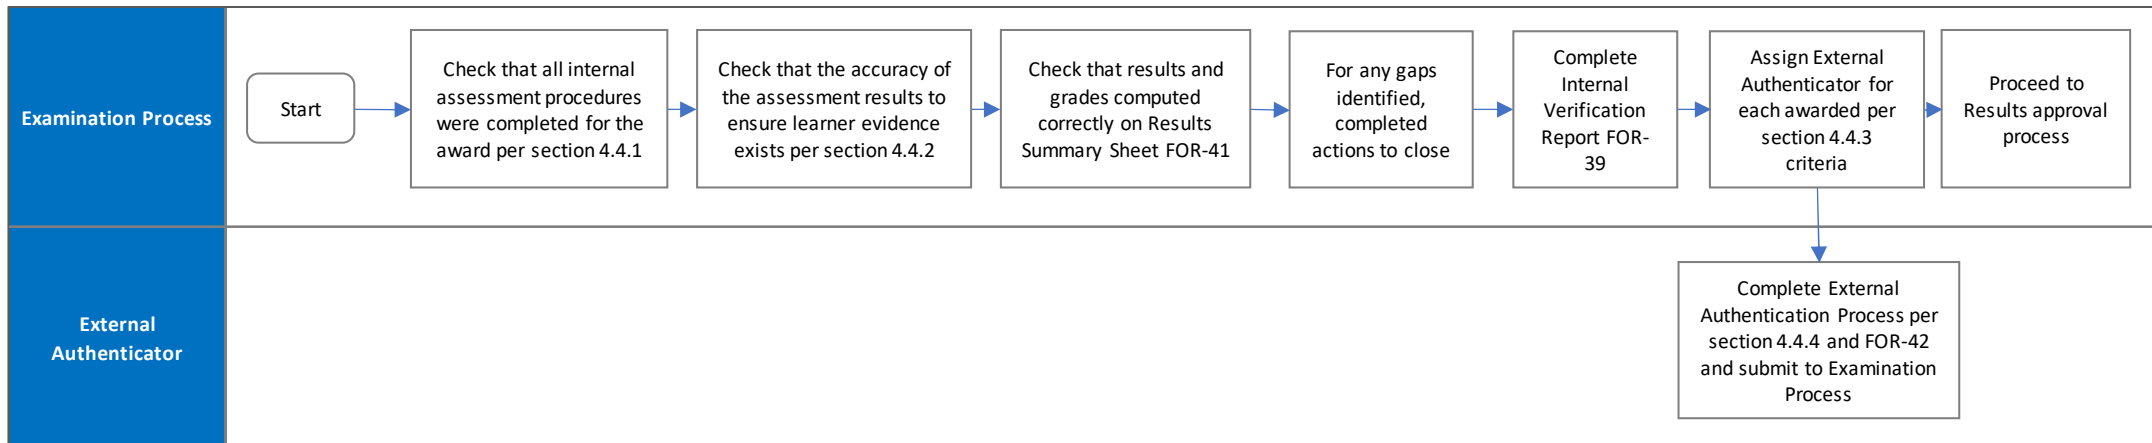 Examination Process
Start
Check that all internal
assessment procedures
were completed for the
award per section 4.4.1
Check that the accuracy of
the assessment results to
ensure learner evidence
exists per section 4.4.2
Check that results and
grades computed
correctly on Results
Summary Sheet FOR-41
For any gaps
identified,
completed
actions to close
Complete
Internal
Verification
Report FOR-
39
Assign External
Authenticator for
each awarded per
section 4.4.3
criteria
Proceed to
Results approval
process
External
Authenticator
Complete External
Authentication Process per
section 4.4.4 and FOR-42
and submit to Examination
Process